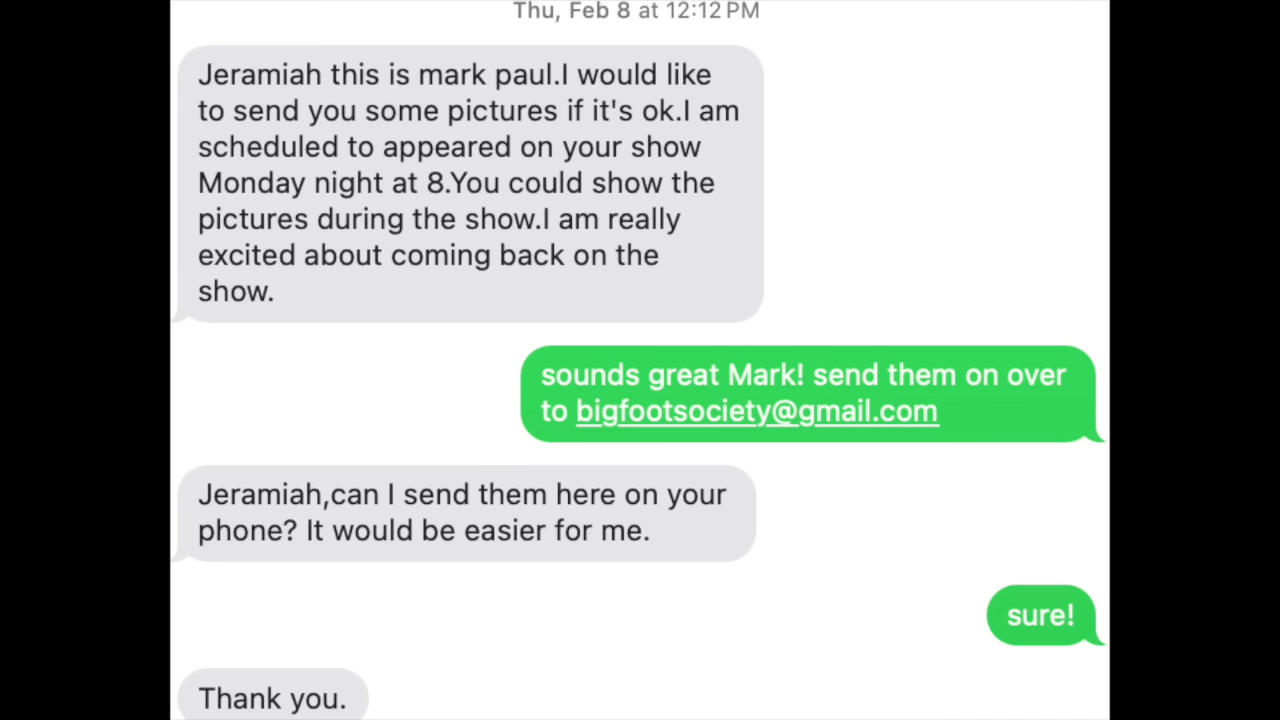 Thu, Feb 8 at 12:12 PM
Jeramiah this is mark paul.I would like
to send you some pictures if it's ok.I am
scheduled to appeared on your show
Monday night at 8.You could show the
pictures during the show.I am really
excited about coming back on the
show.
sounds great Mark! send them on over
to bigfootsociety@gmail.com
Jeramiah,can I send them here on your
phone? It would be easier for me.
sure!
Thank you.